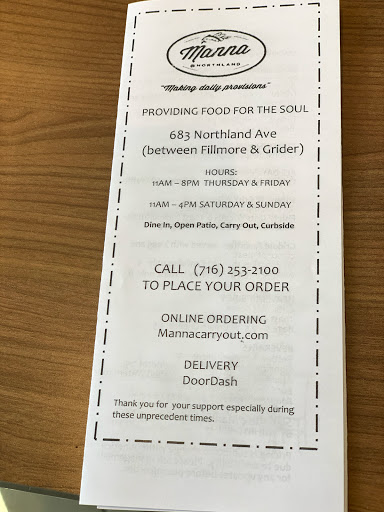 Manna
@ NORTHLAND
"Making daily provisions"
PROVIDING FOOD FOR THE SOUL
683 Northland Ave
(between Fillmore & Grider)
HOURS:
11AM – 8PM THURSDAY & FRIDAY
11AM – 4PM SATURDAY & SUNDAY
Dine In, Open Patio, Carry Out, Curbside
CALL (716) 253-2100
TO PLACE YOUR ORDER
ONLINE ORDERING
Mannacarryout.com
DELIVERY
DoorDash
Thank you for your support especially during
these unprecedent times.